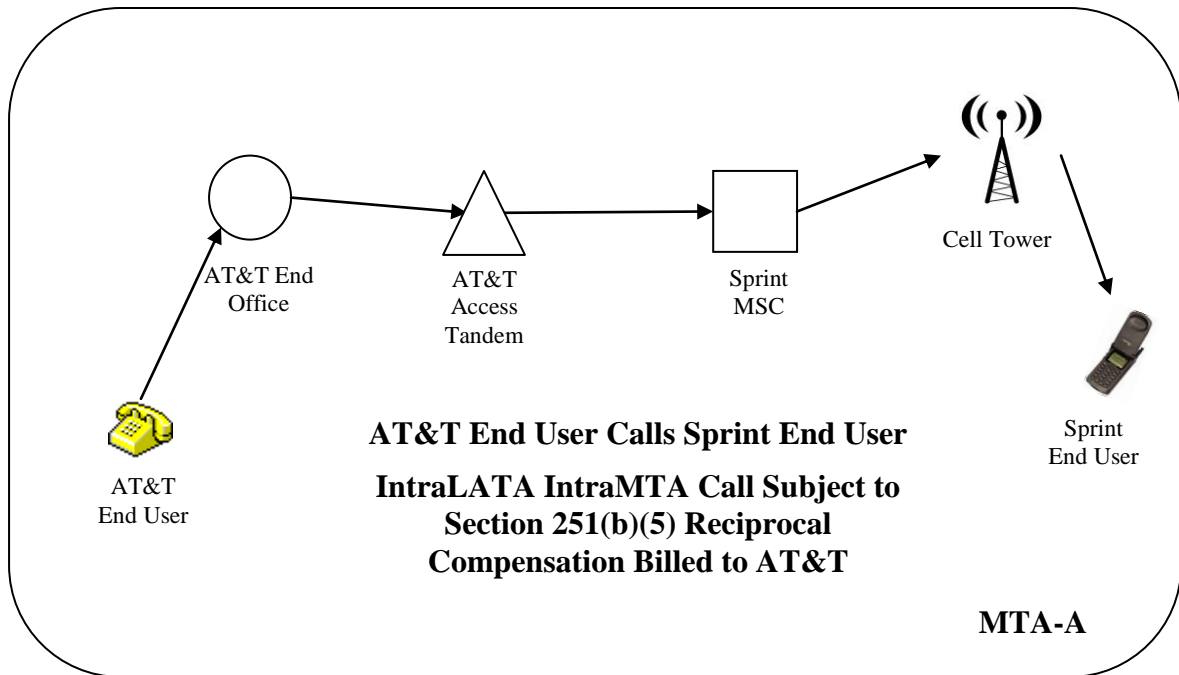 Cell Tower
AT&T End
Office
AT&T
Access
Tandem
Sprint
MSC
AT&T
End User
Sprint
End User
AT&T End User Calls Sprint End User
IntraLATA IntraMTA Call Subject to
Section 251(b)(5) Reciprocal
Compensation Billed to AT&T
MTA-A